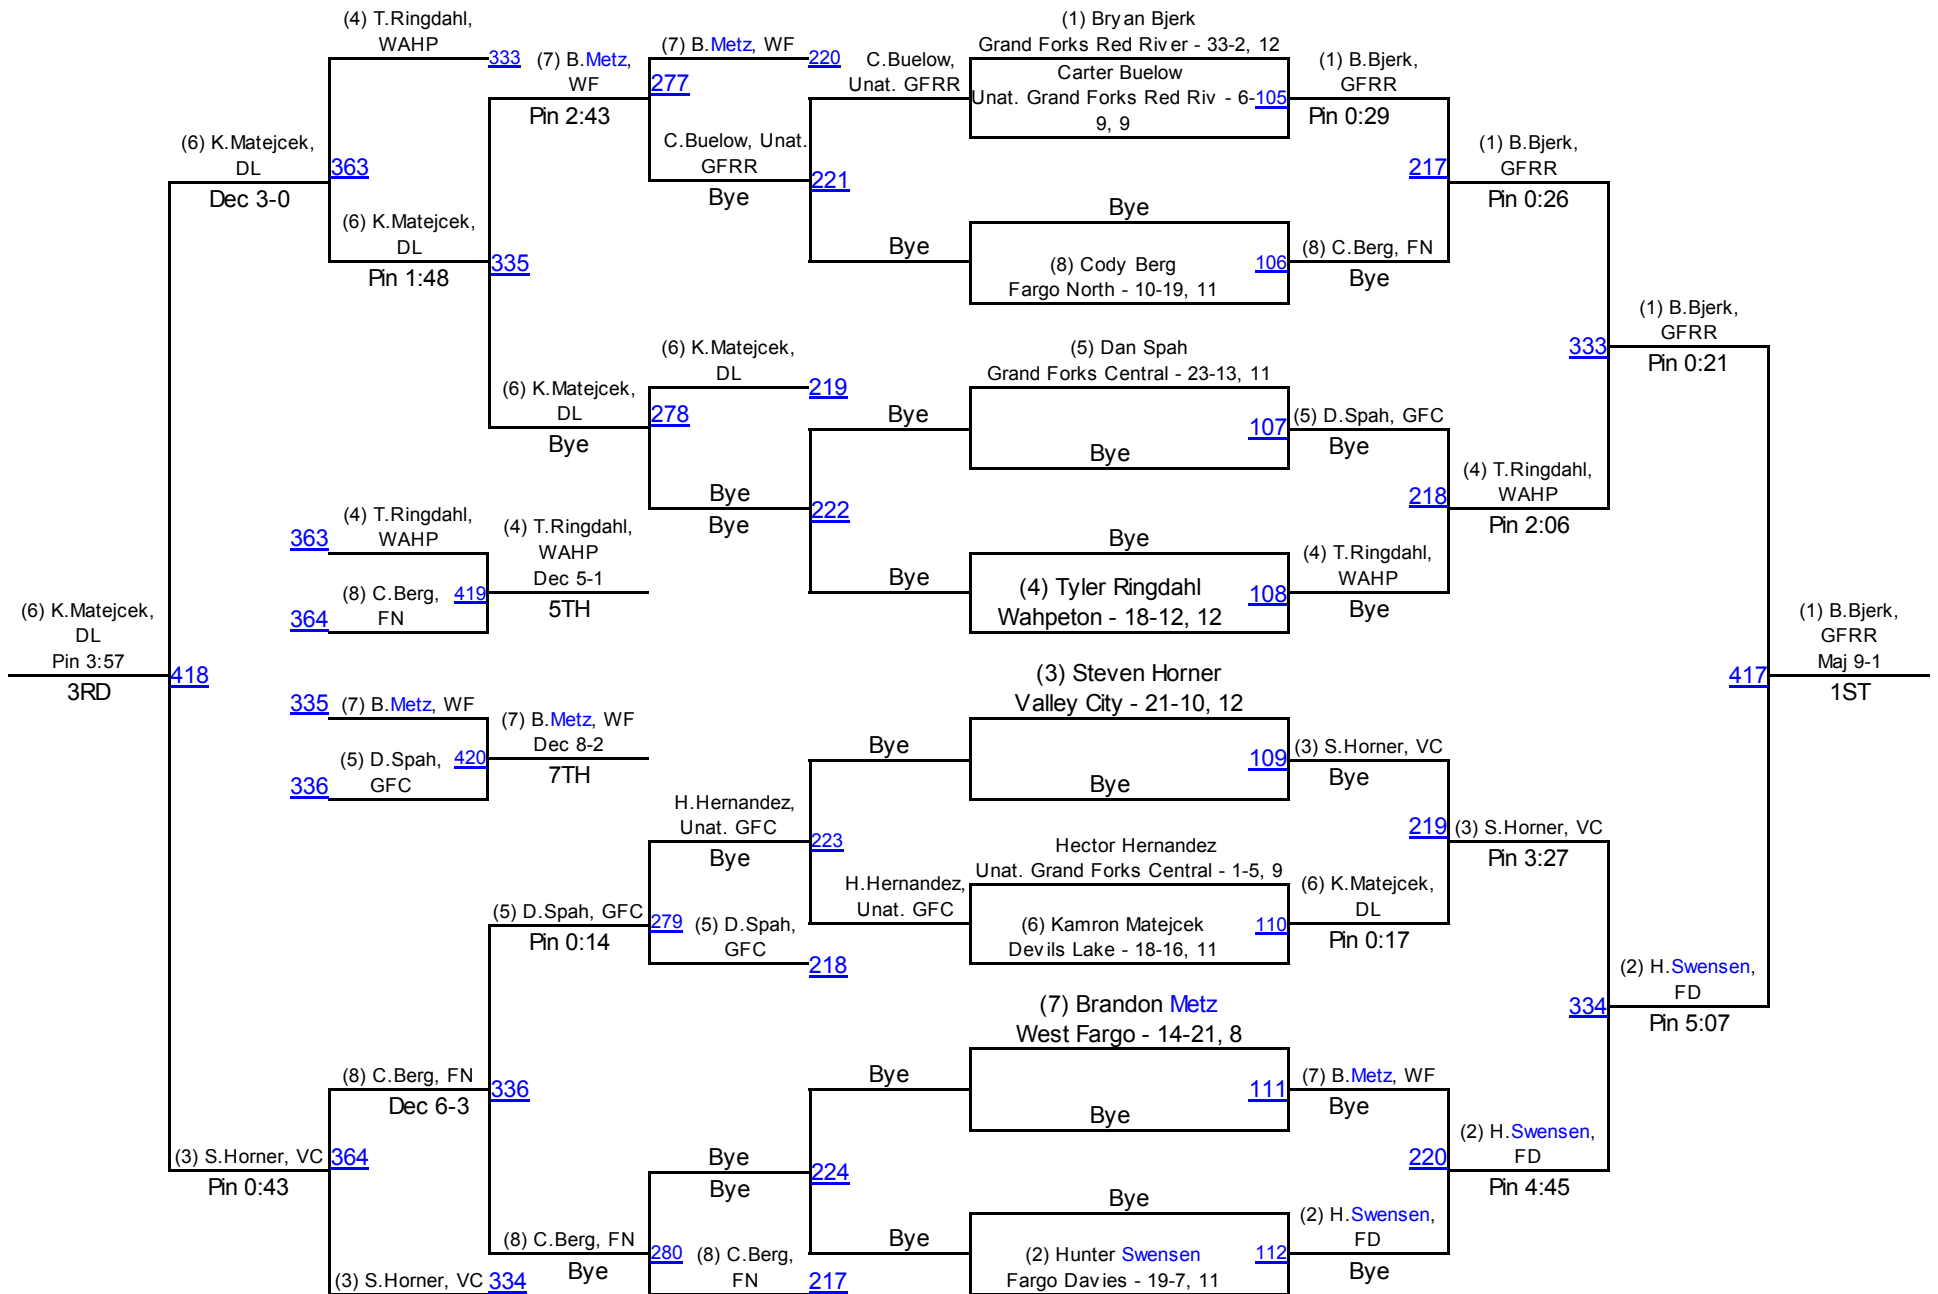 (4) T.Ringdahl,
WAHP
333
(7) B.Metz,
WF
Pin 2:43
(7) B.Metz, WF
220
277
C.Buelow,
Unat. GFRR
(1) Bryan Bjerk
Grand Forks Red River - 33-2, 12
Carter Buelow
Unat. Grand Forks Red Riv - 6-
9, 9
105
(1) B.Bjerk,
GFRR
Pin 0:29
C.Buelow, Unat.
GFRR
Bye
221
(6) K.Matejcek,
DL
Dec 3-0
363
217
(1) B.Bjerk,
GFRR
Pin 0:26
(6) K.Matejcek,
DL
Pin 1:48
335
Bye
Bye
(8) Cody Berg
Fargo North - 10-19, 11
106
(8) C.Berg, FN
Bye
(1) B.Bjerk,
GFRR
Pin 0:21
333
(6) K.Matejcek,
DL
219
(5) Dan Spah
Grand Forks Central - 23-13, 11
(6) K.Matejcek,
DL
Bye
278
Bye
Bye
107
(5) D.Spah, GFC
Bye
(4) T.Ringdahl,
WAHP
Pin 2:06
218
Bye
Bye
222
363
(4) T.Ringdahl,
WAHP
(8) C.Berg,
FN
364
419
(4) T.Ringdahl,
WAHP
Dec 5-1
5TH
Bye
Bye
(4) Tyler Ringdahl
Wahpeton - 18-12, 12
108
(4) T.Ringdahl,
WAHP
Bye
(6) K.Matejcek,
DL
Pin 3:57
3RD
418
(1) B.Bjerk,
GFRR
Maj 9-1
1ST
417
335
(7) B.Metz, WF
(5) D.Spah,
GFC
336
420
(7) B.Metz, WF
Dec 8-2
7TH
(3) Steven Horner
Valley City - 21-10, 12
Bye
Bye
109
(3) S.Horner, VC
Bye
H.Hernandez,
Unat. GFC
Bye
223
219
(3) S.Horner, VC
Pin 3:27
H.Hernandez,
Unat. GFC
Hector Hernandez
Unat. Grand Forks Central - 1-5, 9
(6) Kamron Matejcek
Devils Lake - 18-16, 11
110
(6) K.Matejcek,
DL
Pin 0:17
(5) D.Spah, GFC
Pin 0:14
279
(5) D.Spah,
GFC
218
(2) H.Swensen,
FD
Pin 5:07
334
(7) Brandon Metz
West Fargo - 14-21, 8
Bye
Bye
111
(7) B.Metz, WF
Bye
(8) C.Berg, FN
Dec 6-3
336
(3) S.Horner, VC
Pin 0:43
364
Bye
Bye
224
220
(2) H.Swensen,
FD
Pin 4:45
(8) C.Berg, FN
Bye
280
(8) C.Berg,
FN
217
(3) S.Horner, VC
334
Bye
Bye
(2) Hunter Swensen
Fargo Davies - 19-7, 11
112
(2) H.Swensen,
FD
Bye